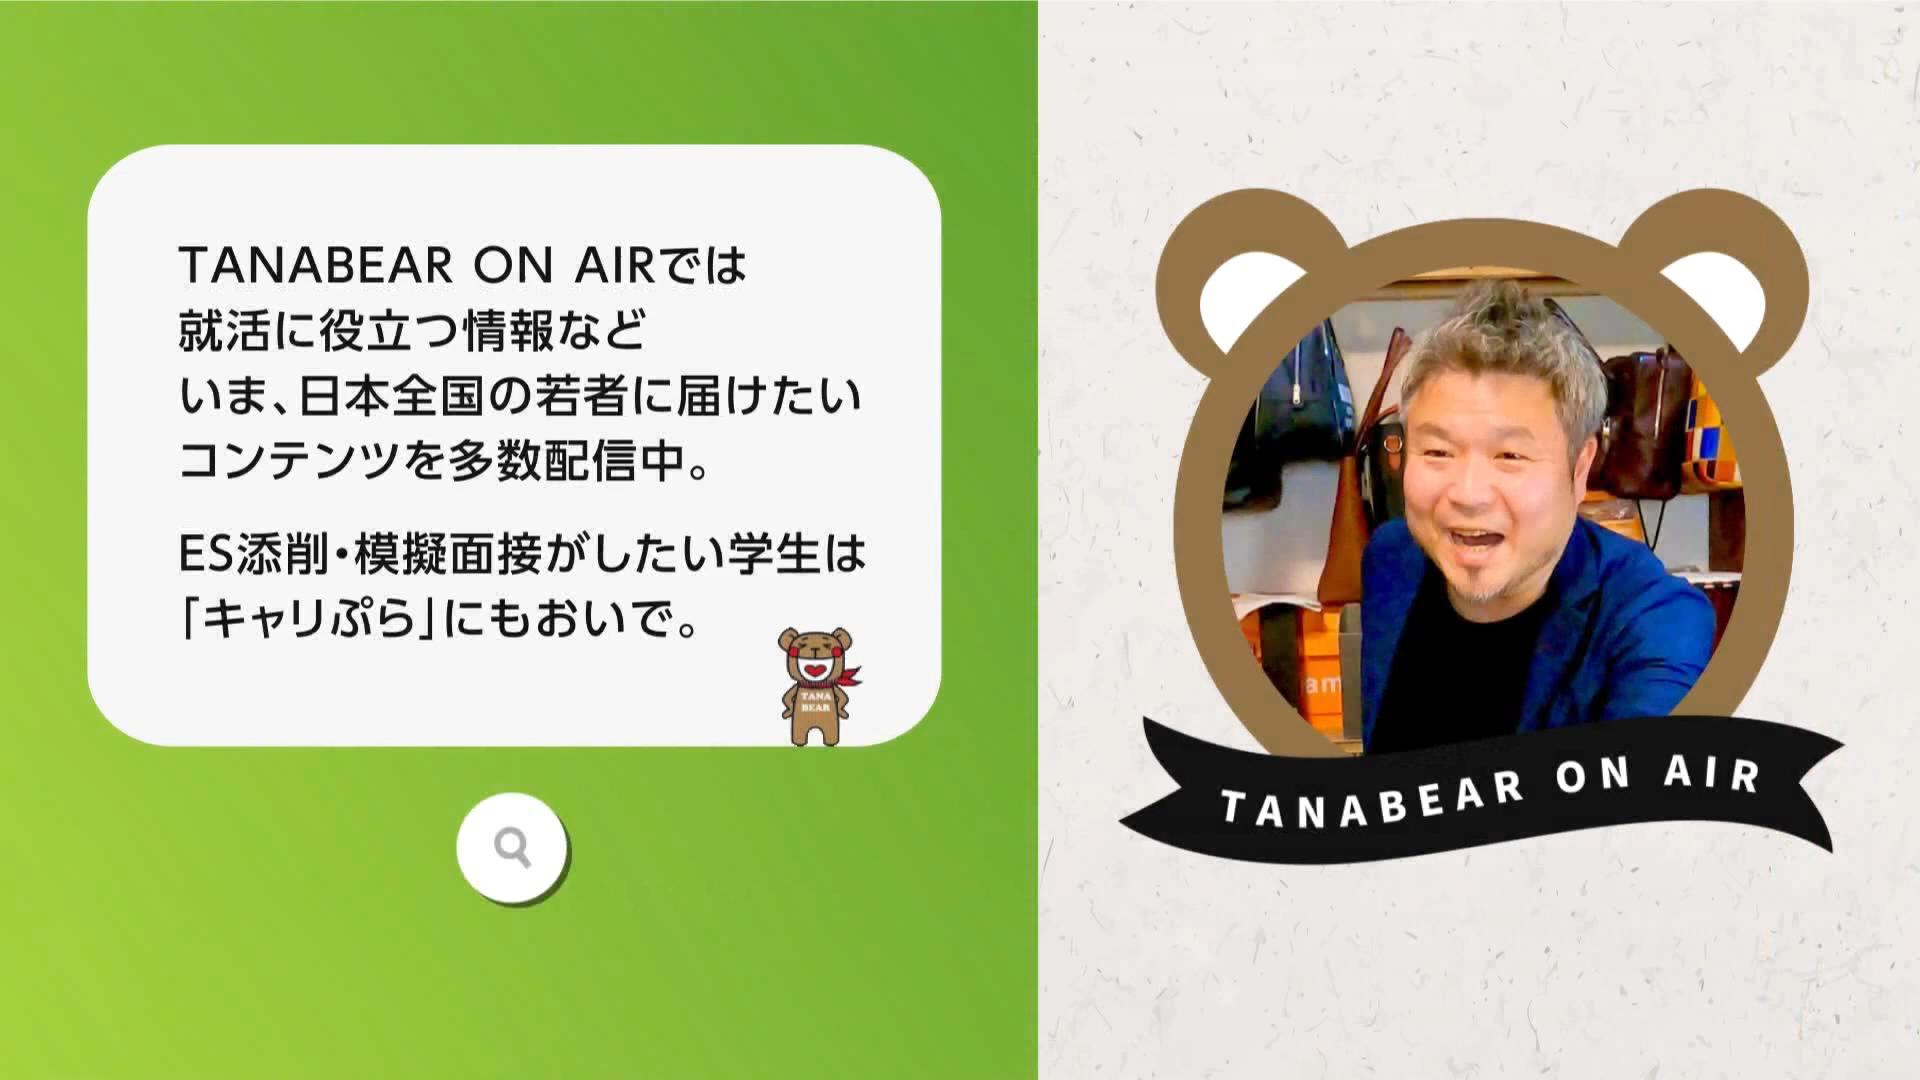 TANABEAR ON AIRでは
就活に役立つ情報など
いま、日本全国の若者に届けたい
コンテンツを多数配信中。
ES添削・模擬面接がしたい学生は
「キャリぷら」にもおいで。
TANA
BEAR
am
TANABEAR ON AIR